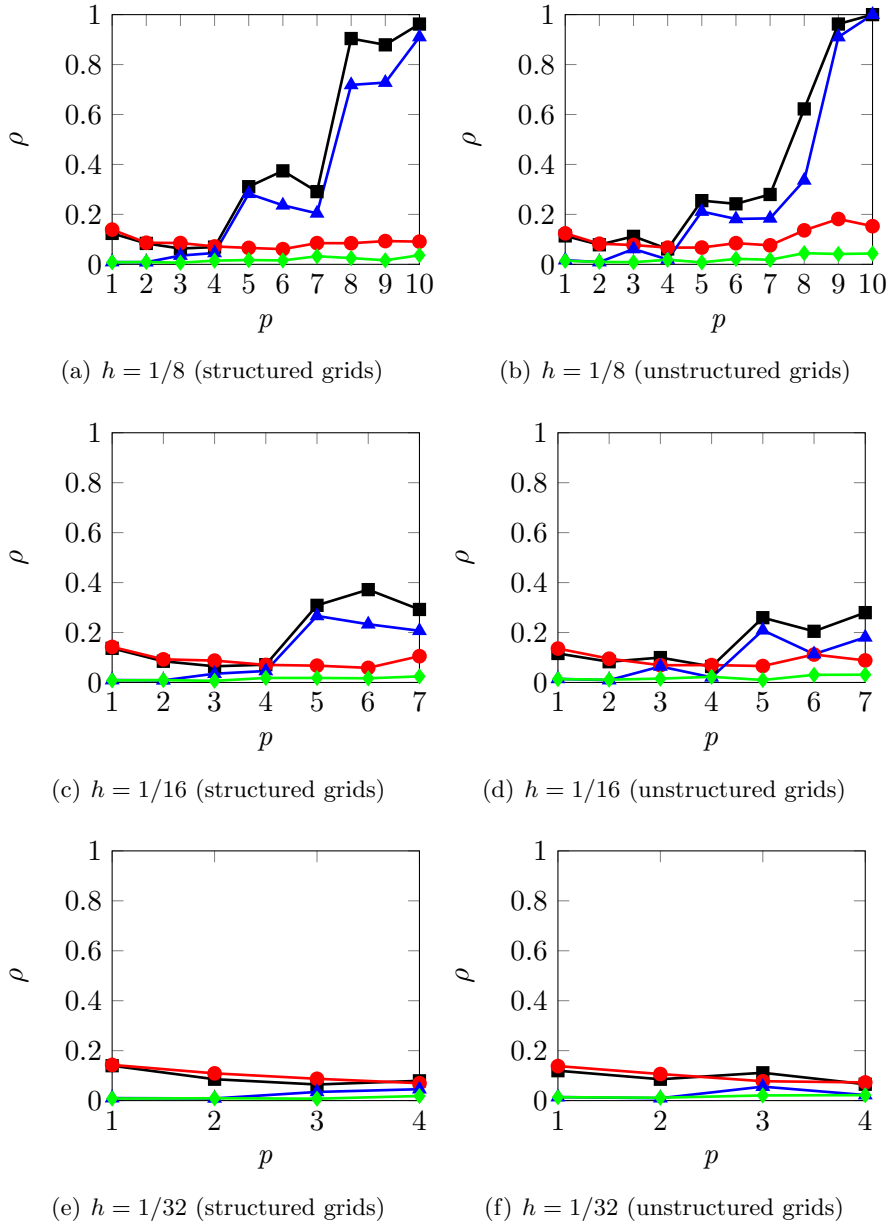 1
0.8
0.6
0.4
0.2
0
ρ
1 2 3 4 5 6 7 8 9 10
p
(a) h = 1/8 (structured grids)
1
0.8
0.6
0.4
0.2
0
ρ
1 2 3 4 5 6 7 8 9 10
p
(b) h = 1/8 (unstructured grids)
1
0.8
0.6
0.4
0.2
0
ρ
1 2 3 4 5 6 7
p
(c) h = 1/16 (structured grids)
1
0.8
0.6
0.4
0.2
0
ρ
1 2 3 4 5 6 7
p
(d) h = 1/16 (unstructured grids)
1
0.8
0.6
0.4
0.2
0
ρ
1 2 3 4
p
(e) h = 1/32 (structured grids)
1
0.8
0.6
0.4
0.2
0
ρ
1 2 3 4
p
(f) h = 1/32 (unstructured grids)